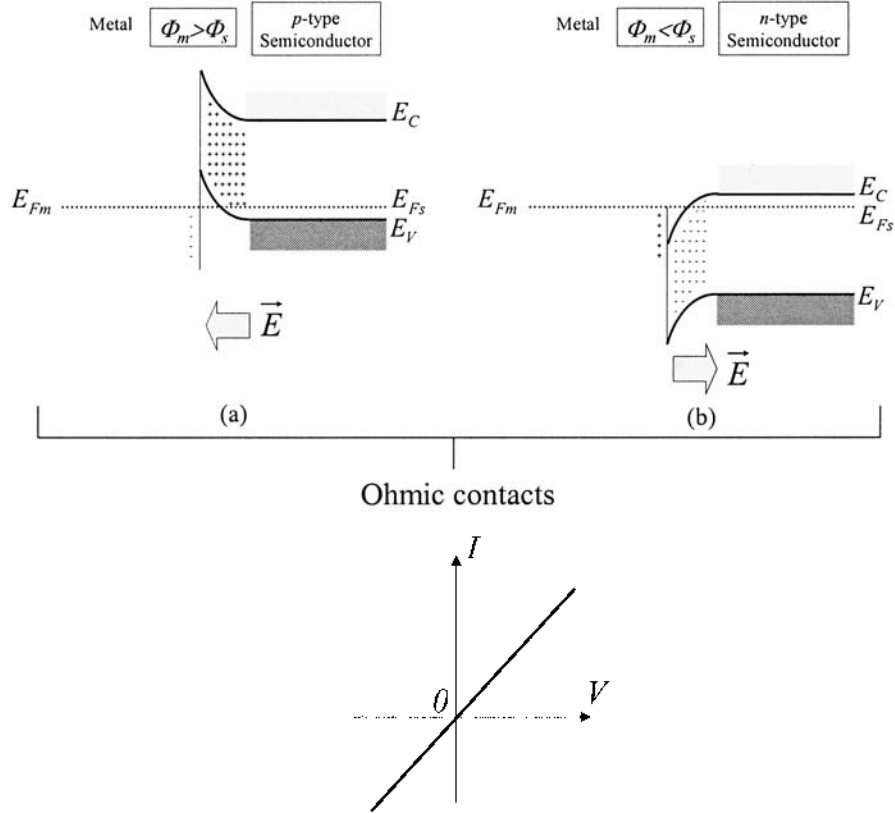 Metal Φm>Φs p-type Semiconductor
EC
EFm EFs
EV
E
(a)
Metal Φm<Φs n-type Semiconductor
EC
EFm EFs
EV
E
(b)
Ohmic contacts
I
0 V